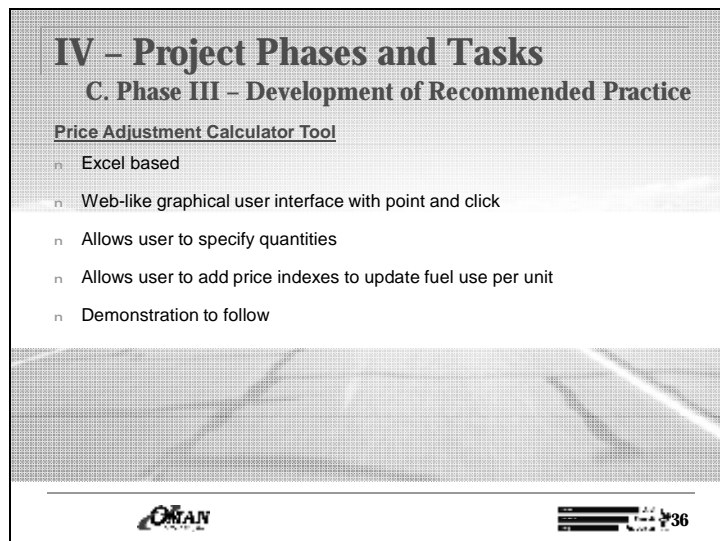 IV – Project Phases and Tasks
C. Phase III – Development of Recommended Practice
Price Adjustment Calculator Tool
n Excel based
n Web-like graphical user interface with point and click
n Allows user to specify quantities
n Allows user to add price indexes to update fuel use per unit
n Demonstration to follow
OMAN
36